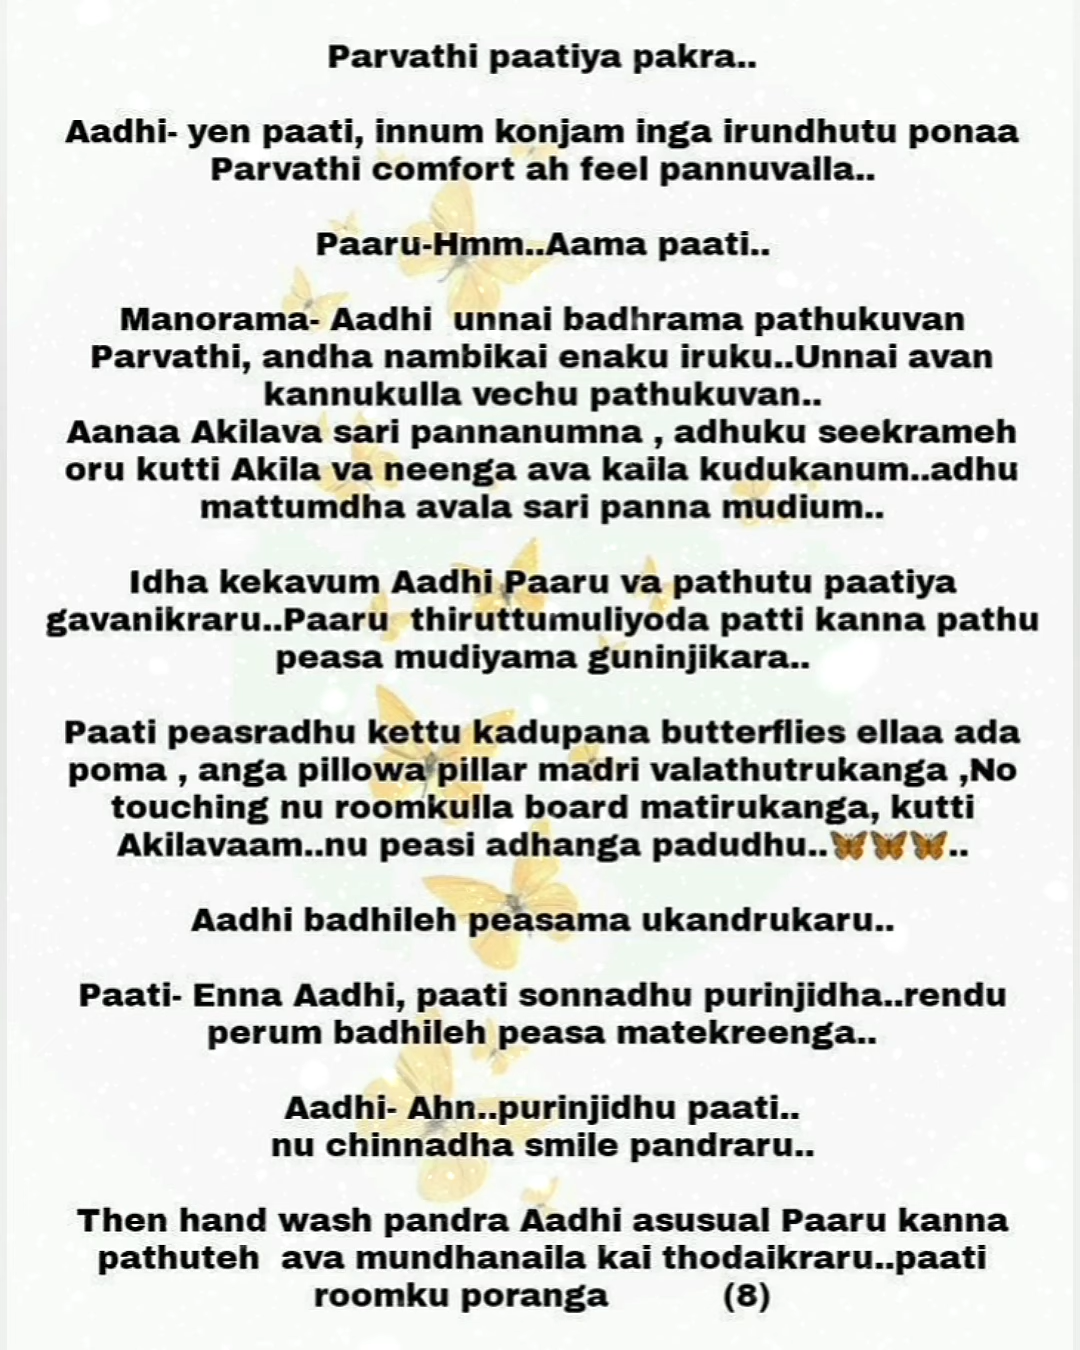 Parvathi paatiya pakra..
Aadhi- yen paati, innum konjam inga irundhutu ponaa
Parvathi comfort ah feel pannuvalla..
Paaru-Hmm..Aama paati..
Manorama- Aadhi unnai badhrama pathukuvan
Parvathi, andha nambikai enaku iruku..Unnai avan
kannukulla vechu pathukuvan..
Aanaa Akilava sari pannanumna , adhuku seekrameh
oru kutti Akila va neenga ava kaila kudukanum..adhu
mattumdha avala sari panna mudium..
Idha kekavum Aadhi Paaru va pathutu paatiya
gavanikraru..Paaru thiruttumuliyoda patti kanna pathu
peasa mudiyama guninjikara..
Paati peasradhu kettu kadupana butterflies ellaa ada
poma , anga pillowa pillar madri valathutrukanga ,No
touching nu roomkulla board matirukanga, kutti
Akilavaam..nu peasi adhanga padudhu..🦋🦋🦋..
Aadhi badhileh peasama ukandrukaru..
Paati- Enna Aadhi, paati sonnadhu purinjidha..rendu
perum badhileh peasa matekreenga..
Aadhi- Ahn..purinjidhu paati..
nu chinnadha smile pandraru..
Then hand wash pandra Aadhi asusual Paaru kanna
pathuteh ava mundhanaila kai thodaikraru..paati
roomku poranga (8)